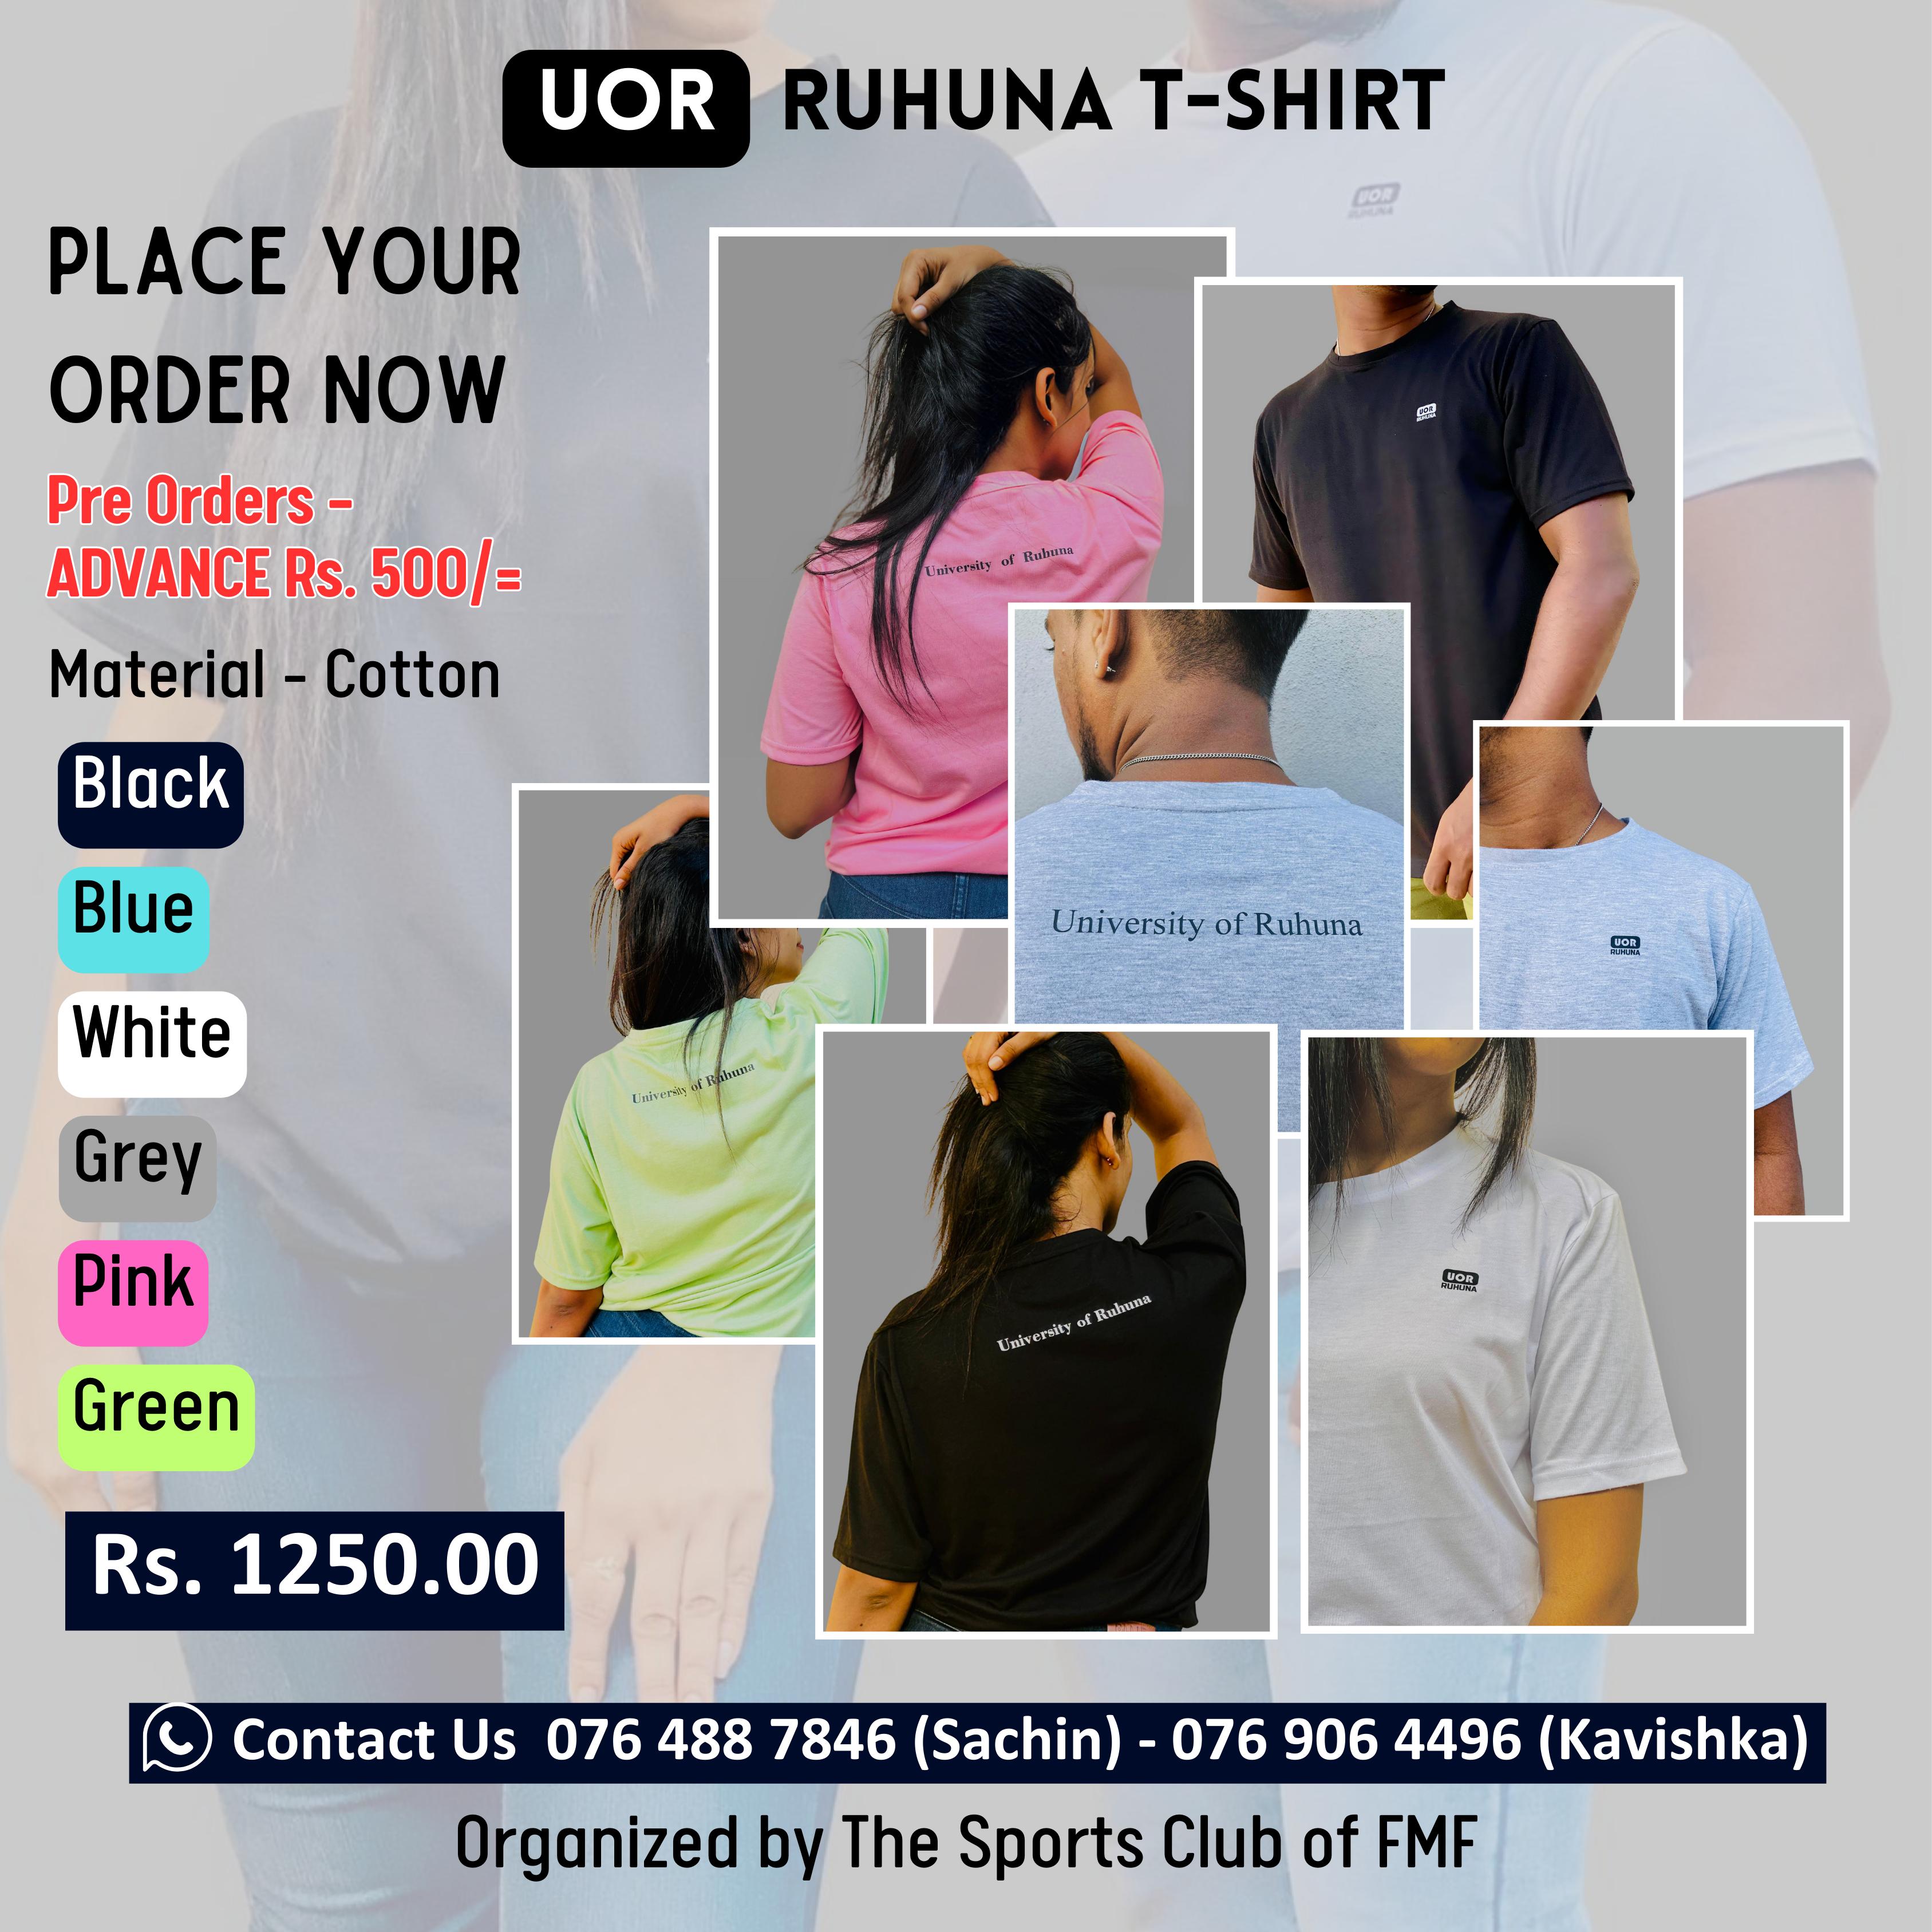 UOR RUHUNA T-SHIRT
UOR
RUHUNA
PLACE YOUR
ORDER NOW
Pre Orders -
ADVANCE Rs. 500/=
Material - Cotton
Black
Blue
White
Grey
Pink
Green
Rs. 1250.00
University of Ruhuna
UOR
RUHUNA
University of Ruhuna
UOR
RUHUNA
University of Ruhuna
University of Ruhuna
UOR
RUHUNA
Contact Us 076 488 7846 (Sachin) - 076 906 4496 (Kavishka)
Organized by The Sports Club of FMF